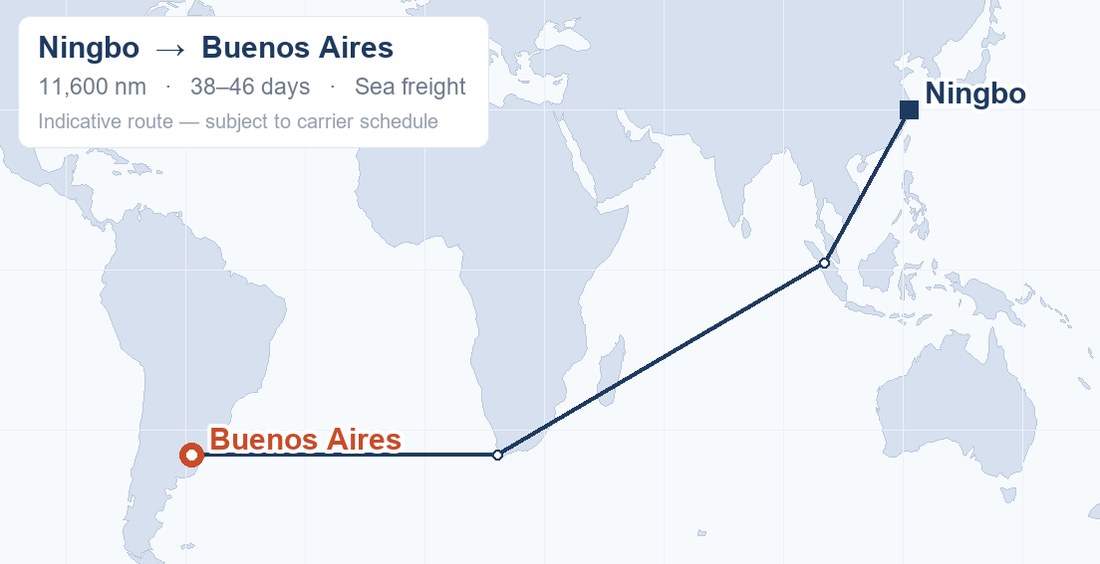 Ningbo → Buenos Aires
11,600 nm · 38–46 days · Sea freight
Indicative route — subject to carrier schedule
Ningbo
Buenos Aires